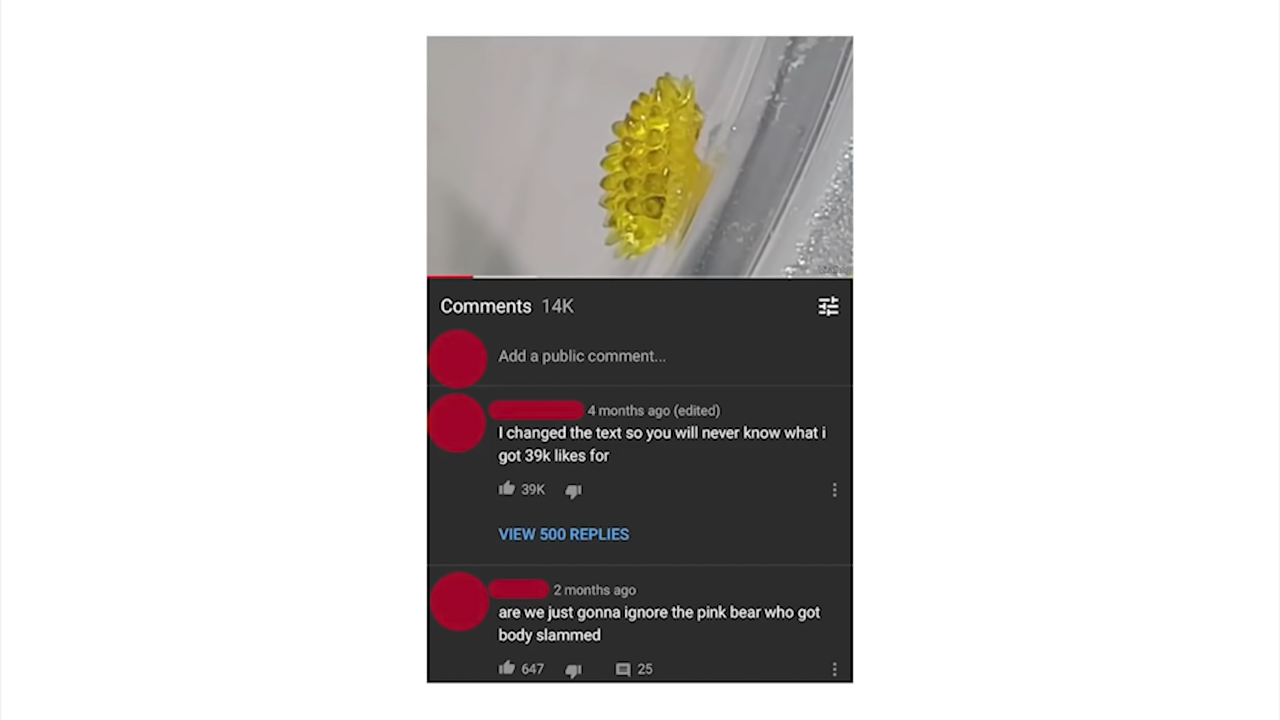 Comments 14K
Add a public comment...
4 months ago (edited)
I changed the text so you will never know what i
got 39k likes for
39K
VIEW 500 REPLIES
2 months ago
are we just gonna ignore the pink bear who got
body slammed
647 25